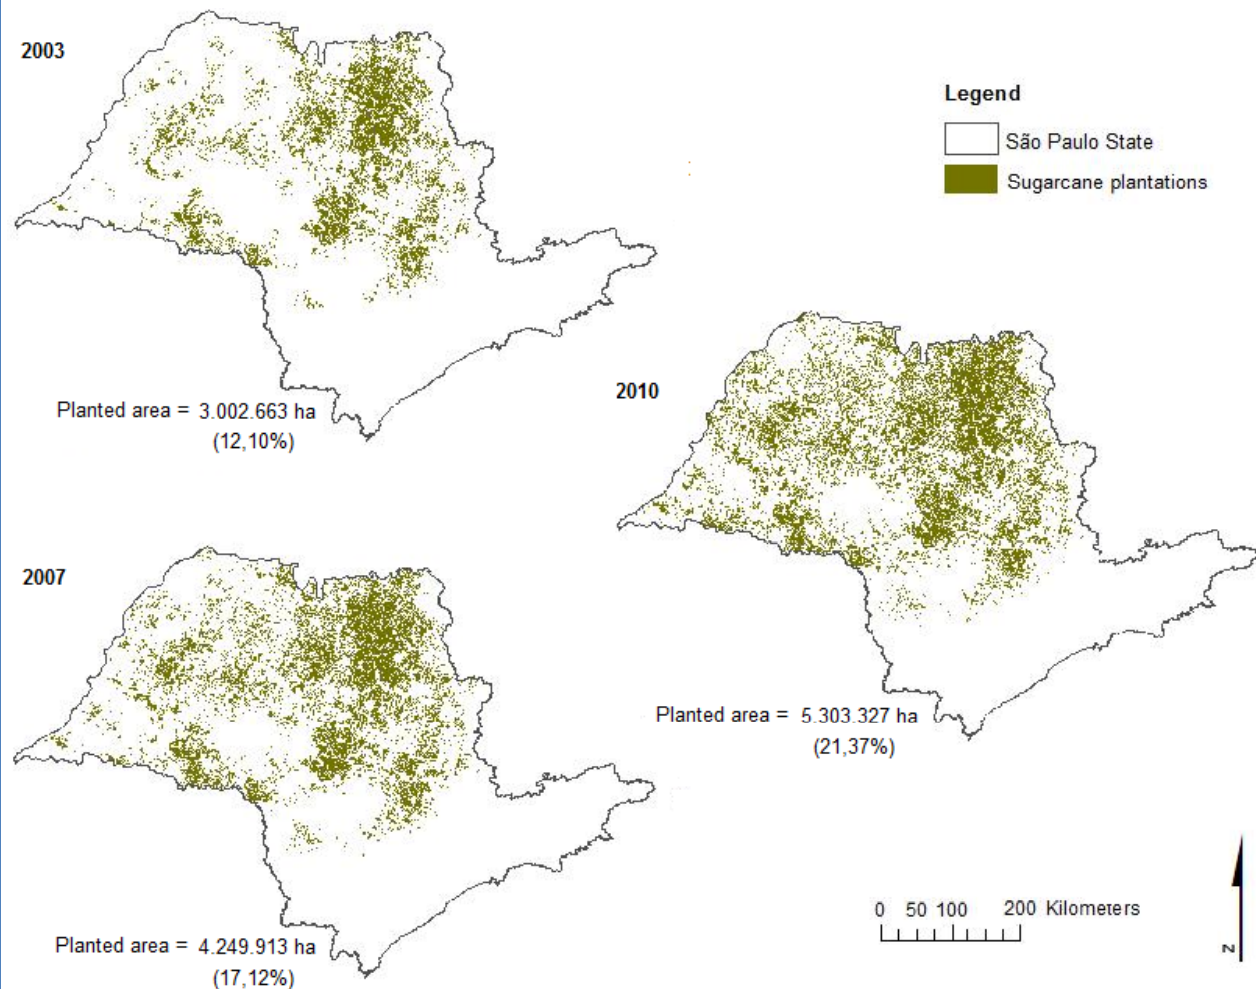 2003
Planted area = 3.002.663 ha
(12,10%)
Legend
São Paulo State
Sugarcane plantations
2010
Planted area = 5.303.327 ha
(21,37%)
2007
Planted area = 4.249.913 ha
(17,12%)
0 50 100 200 Kilometers
N